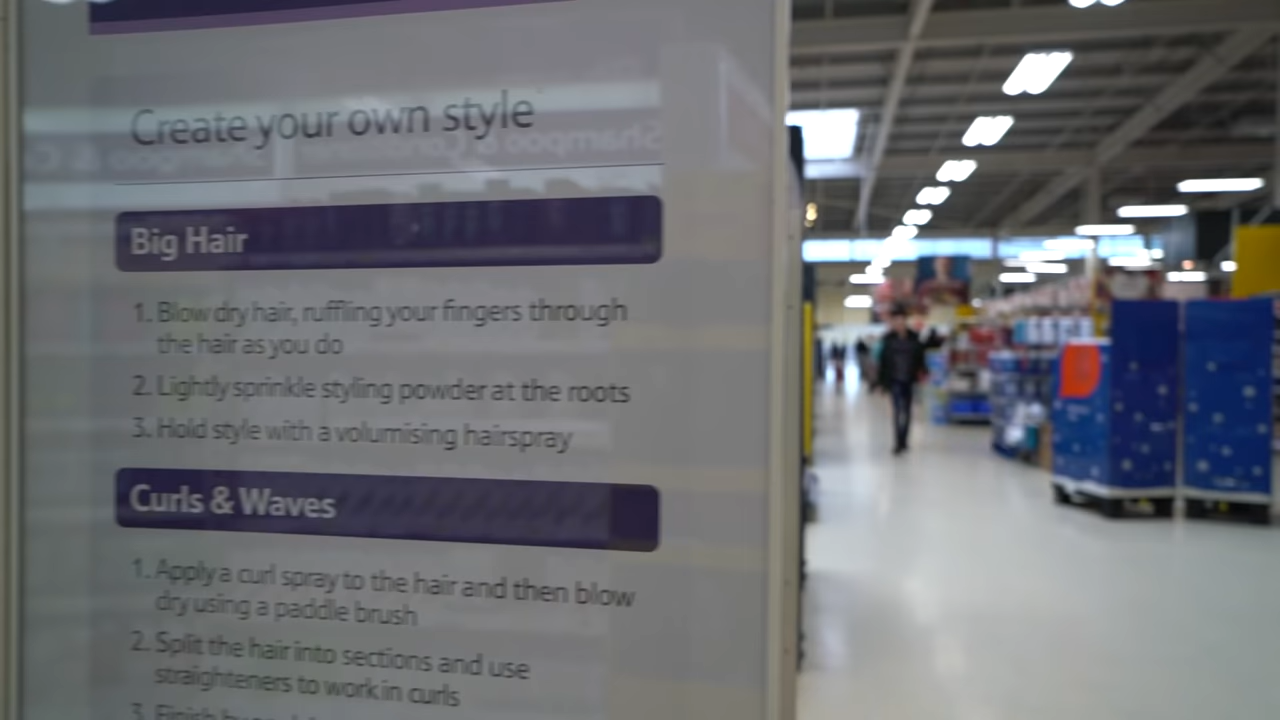 Create your own style
Shampoo &
Big Hair
1. Blow dry hair, ruffling your fingers through
the hair as you do
2. Lightly sprinkle styling powder at the roots
3. Hold style with a volumising hairspray
Curls & Waves
1. Apply a curl spray to the hair and then blow
dry using a paddle brush
2. Split the hair into sections and use
straighteners to work in curls
3. Finish